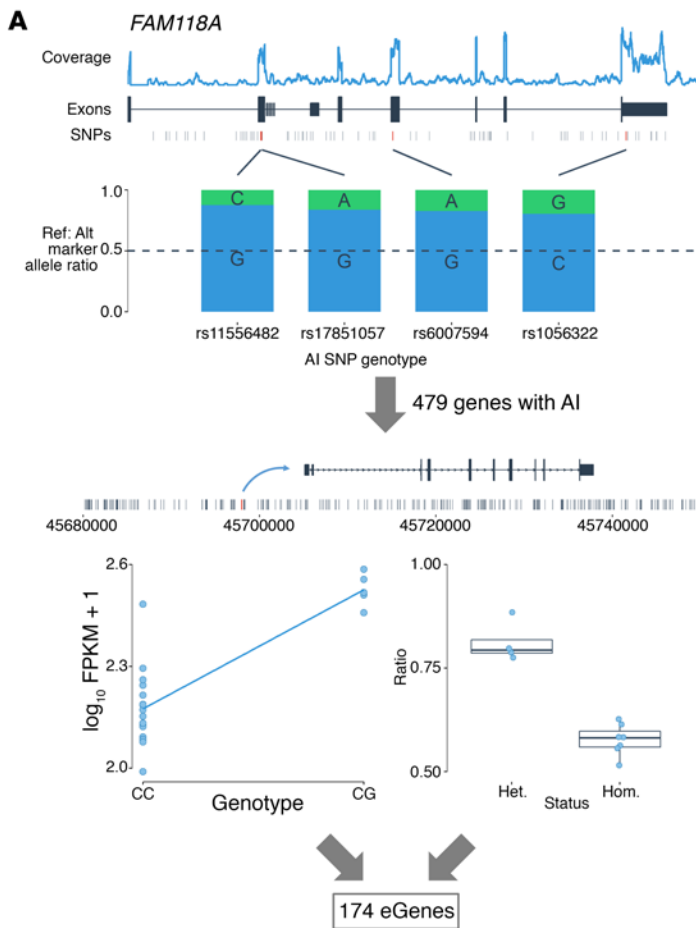 A
FAM118A
Coverage
Exons
SNPs
1.0
C A A G
Ref: Alt
marker
allele ratio
0.5
G G G C
0.0
rs11556482 rs17851057 rs6007594 rs1056322
AI SNP genotype
479 genes with AI
45680000 45700000 45720000 45740000
2.6
2.3
2.0
log10 FPKM + 1
CC CG
Genotype
1.00
0.75
0.50
Ratio
Het. Hom.
Status
174 eGenes